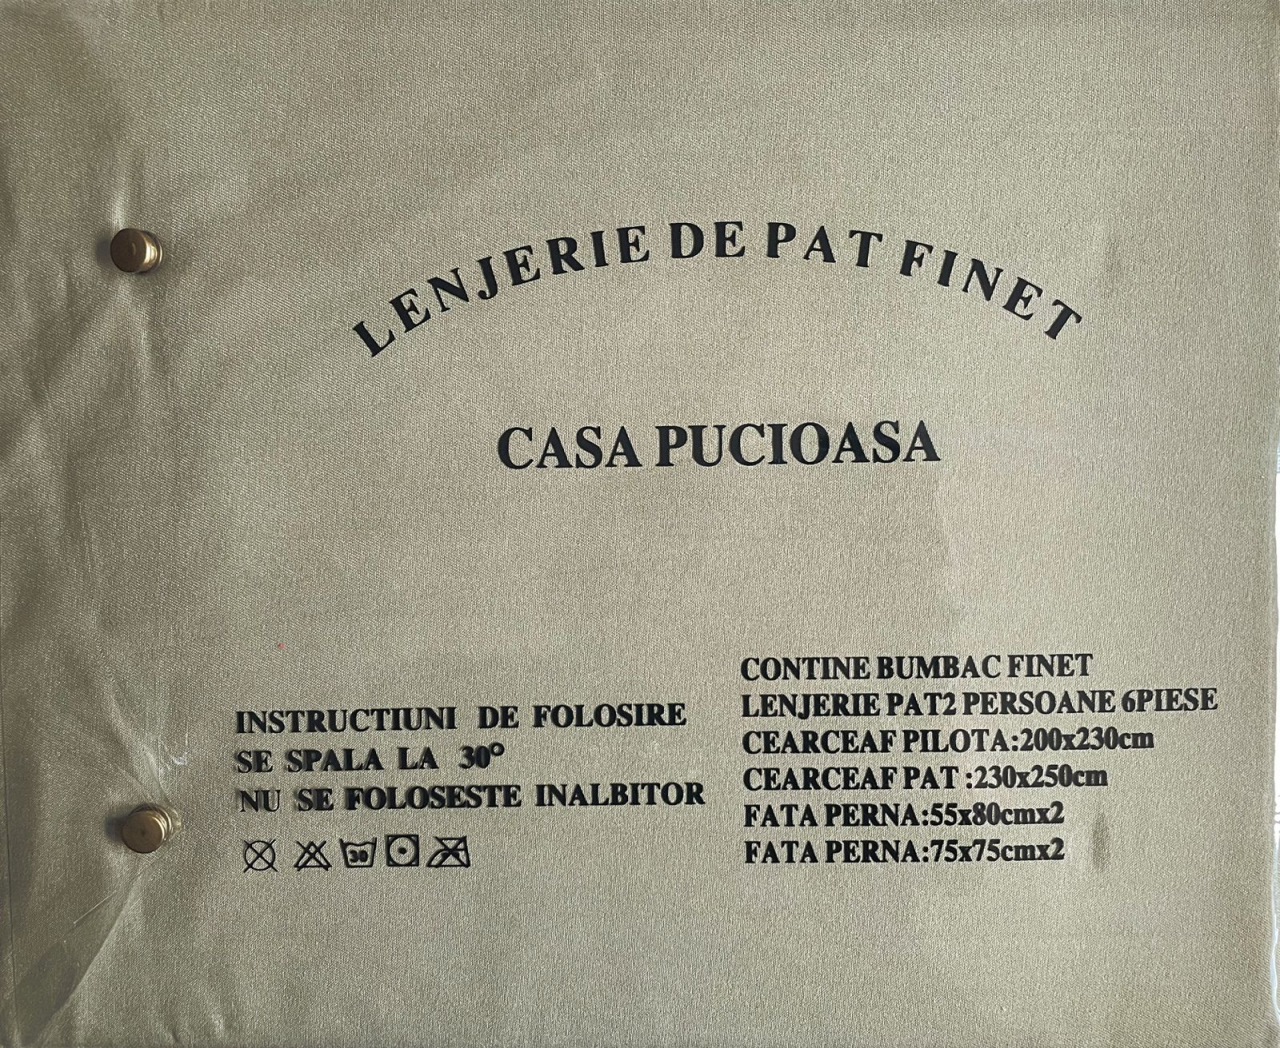 LENJERIE DE PAT FINET
CASA PUCIOASA
INSTRUCTIUNI DE FOLOSIRE
SE SPALA LA 30°
NU SE FOLOSESTE INALBITOR
30
CONTINE BUMBAC FINET
LENJERIE PAT2 PERSOANE 6PIESE
CEARCEAF PILOTA:200x230cm
CEARCEAF PAT :230x250cm
FATA PERNA:55x80cmx2
FATA PERNA:75x75cmx2